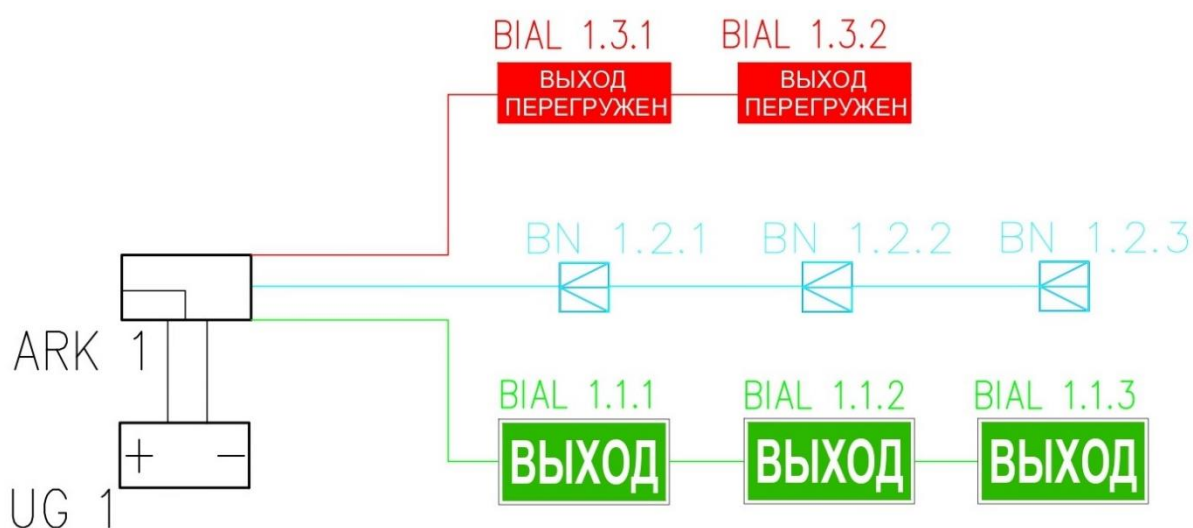 BIAL 1.3.1 BIAL 1.3.2
ВЫХОД ПЕРЕГРУЖЕН ВЫХОД ПЕРЕГРУЖЕН
BN 1.2.1 BN 1.2.2 BN 1.2.3
ARK 1
BIAL 1.1.1 BIAL 1.1.2 BIAL 1.1.3
+ −
ВЫХОД ВЫХОД ВЫХОД
UG 1